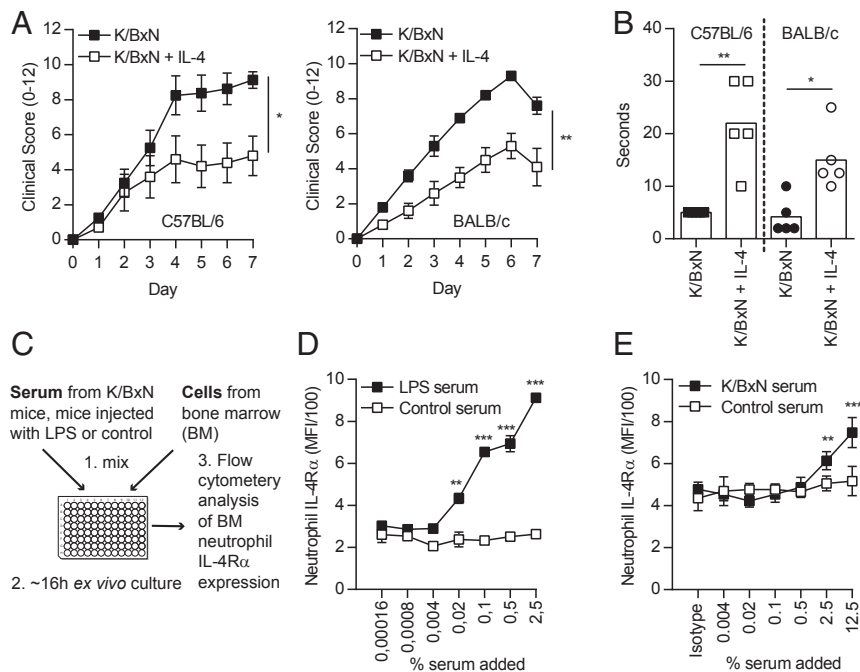 A
K/BxN
K/BxN + IL-4
Clinical Score (0-12)
12
10
8
6
4
2
0
*
C57BL/6
0 1 2 3 4 5 6 7
Day
K/BxN
K/BxN + IL-4
Clinical Score (0-12)
12
10
8
6
4
2
0
**
BALB/c
0 1 2 3 4 5 6 7
Day
B
C57BL/6 BALB/c
Seconds
40
30
20
10
0
**
*
K/BxN
K/BxN + IL-4
K/BxN
K/BxN + IL-4
C
Serum from K/BxN
mice, mice injected
with LPS or control
Cells from
bone marrow
(BM)
1. mix
3. Flow
cytometery
analysis
of BM
neutrophil
IL-4Rα
expression
2. ~16h ex vivo culture
D
LPS serum
Control serum
Neutrophil IL-4Rα (MFI/100)
10
8
6
4
2
0
**
***
***
***
0,00016
0,0008
0,004
0,02
0,1
0,5
2,5
% serum added
E
K/BxN serum
Control serum
Neutrophil IL-4Rα (MFI/100)
10
8
6
4
2
0
**
***
Isotype
0.004
0.02
0.1
0.5
2.5
12.5
% serum added